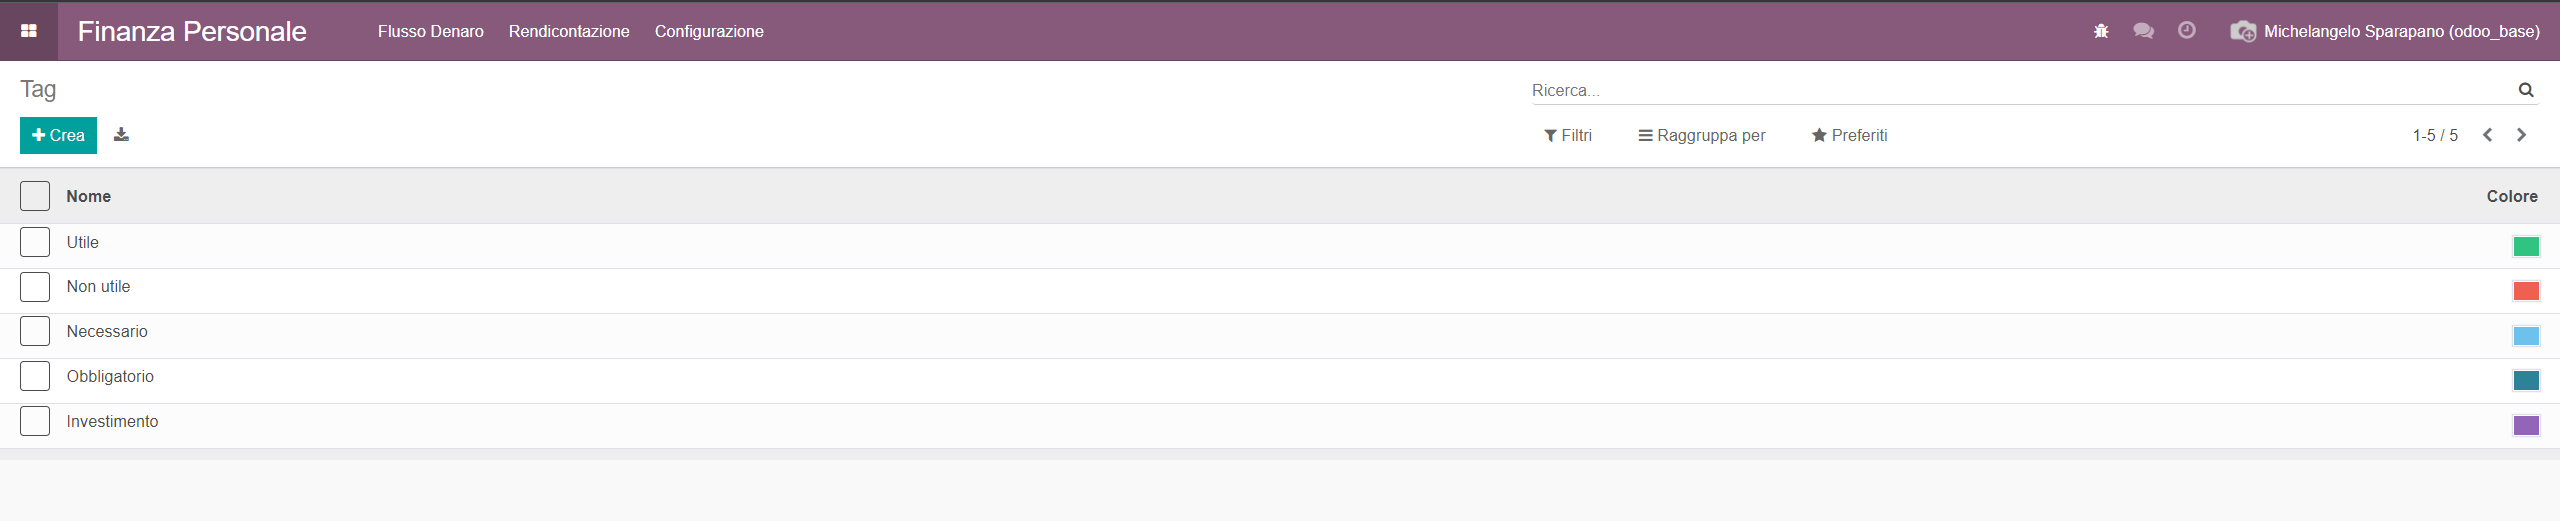 Finanza Personale Flusso Denaro Rendicontazione Configurazione Michelangelo Sparapano (odoo_base)
Tag Ricerca...
Crea Filtri Raggruppa per Preferiti 1-5 / 5
Nome Colore
Utile
Non utile
Necessario
Obbligatorio
Investimento